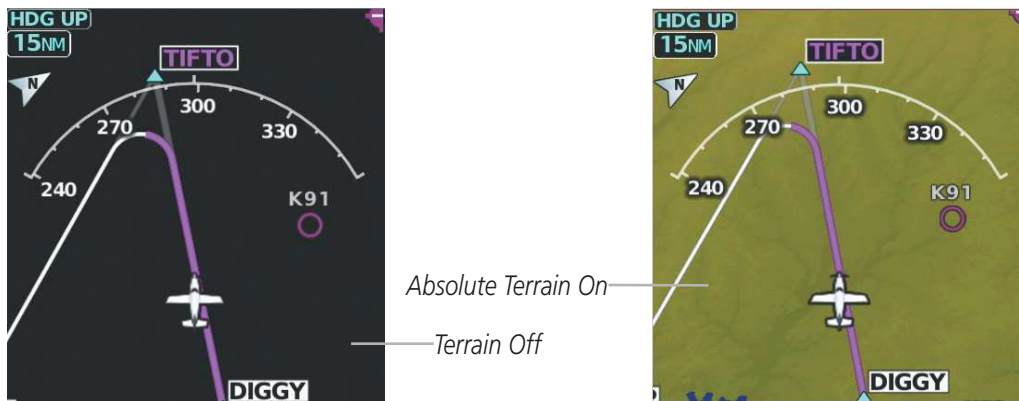 HDG UP
15NM
N
TIFTO
240
270
300
330
K91
DIGGY
Absolute Terrain On
Terrain Off
HDG UP
15NM
N
TIFTO
240
270
300
330
K91
DIGGY